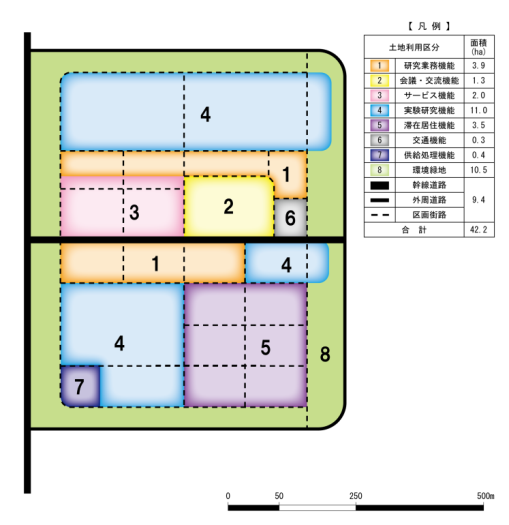 【 凡 例 】
土地利用区分 面積(ha)
1 研究業務機能 3.9
2 会議・交流機能 1.3
3 サービス機能 2.0
4 実験研究機能 11.0
5 滞在居住機能 3.5
6 交通機能 0.3
7 供給処理機能 0.4
8 環境緑地 10.5
幹線道路
外周道路 9.4
区画街路
合 計 42.2
4
1
3 2
6
1 4
4 5 8
7
0 50 250 500m